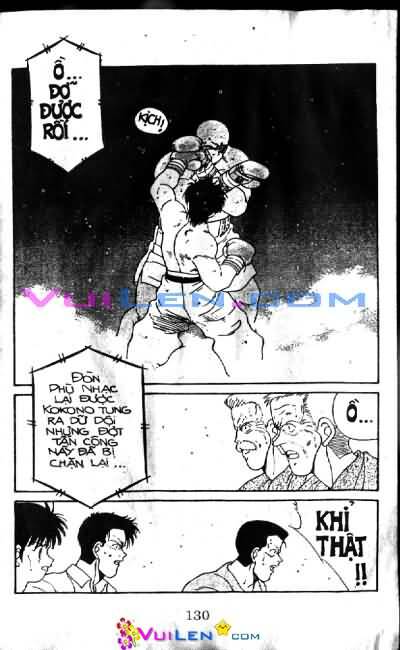 Ồ...
ĐỠ
ĐƯỢC
RỒI...
KỊCH!
VUILEN.COM
ĐÒN
PHỦ NHẠC
LẠI ĐƯỢC
KOKONO TUNG
RA DỮ DỘI
NHƯNG ĐỢT
TẤN CÔNG
NÀY ĐÃ BỊ
CHẶN LẠI...
Ồ...
KHỈ
THẬT
!!
130
VUILEN.COM